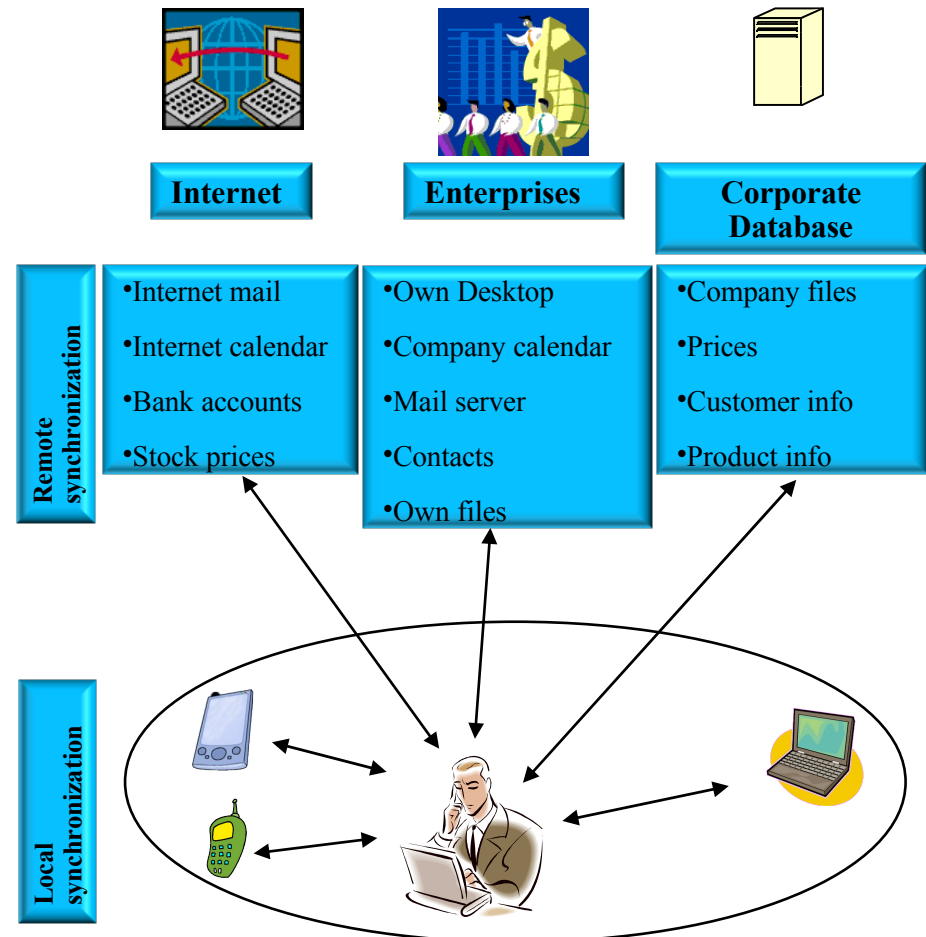 Internet
Enterprises
Corporate
Database
Remote
synchronization
•Internet mail
•Internet calendar
•Bank accounts
•Stock prices
•Own Desktop
•Company calendar
•Mail server
•Contacts
•Own files
•Company files
•Prices
•Customer info
•Product info
Local
synchronization